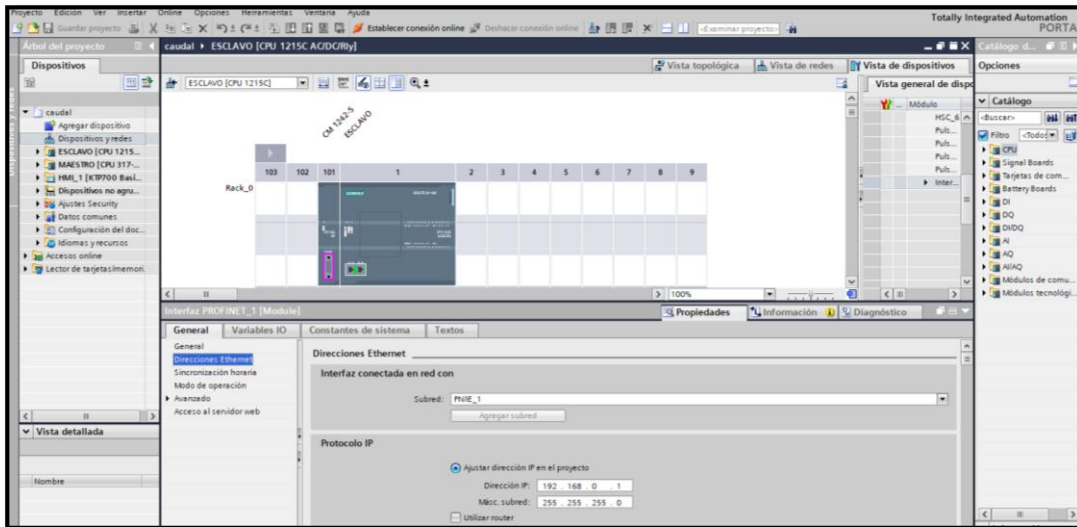 Proyecto Edición Ver Insertar Online Opciones Herramientas Ventana Ayuda
Totally Integrated Automation
PORTA
Guardar proyecto
Establecer conexión online
Deshacer conexión online
<Examinar proyecto>
Árbol del proyecto
caudal ▸ ESCLAVO [CPU 1215C AC/DC/Rly]
Catálogo d...
Dispositivos
Vista topológica
Vista de redes
Vista de dispositivos
Opciones
ESCLAVO [CPU 1215C]
Vista general de dispo
caudal
Agregar dispositivo
Dispositivos y redes
ESCLAVO [CPU 1215...
MAESTRO [CPU 317-...
HMI_1 [KTP700 Basi...
Dispositivos no agru...
Ajustes Security
Datos comunes
Configuración del doc...
Idiomas y recursos
Accesos online
Lector de tarjetas/memori.
CM 1242-5
ESCLAVO
103 102 101 1 2 3 4 5 6 7 8 9
Rack_0
100%
... Módulo
HSC_6
Puls...
Puls...
Puls...
Puls...
Inter...
Catálogo
<Buscar>
Filtro <Todos>
CPU
Signal Boards
Tarjetas de com...
Battery Boards
DI
DQ
DI/DQ
AI
AQ
AI/AQ
Módulos de comu...
Módulos tecnológi...
Interfaz PROFINET_1 [Module]
Propiedades
Información
Diagnóstico
General
Variables IO
Constantes de sistema
Textos
General
Direcciones Ethernet
Sincronización horaria
Modo de operación
Avanzado
Acceso al servidor web
Direcciones Ethernet
Interfaz conectada en red con
Subred: PN/IE_1
Agregar subred
Protocolo IP
Ajustar dirección IP en el proyecto
Dirección IP: 192 . 168 . 0 . 1
Másc. subred: 255 . 255 . 255 . 0
Utilizar router
Vista detallada
Nombre